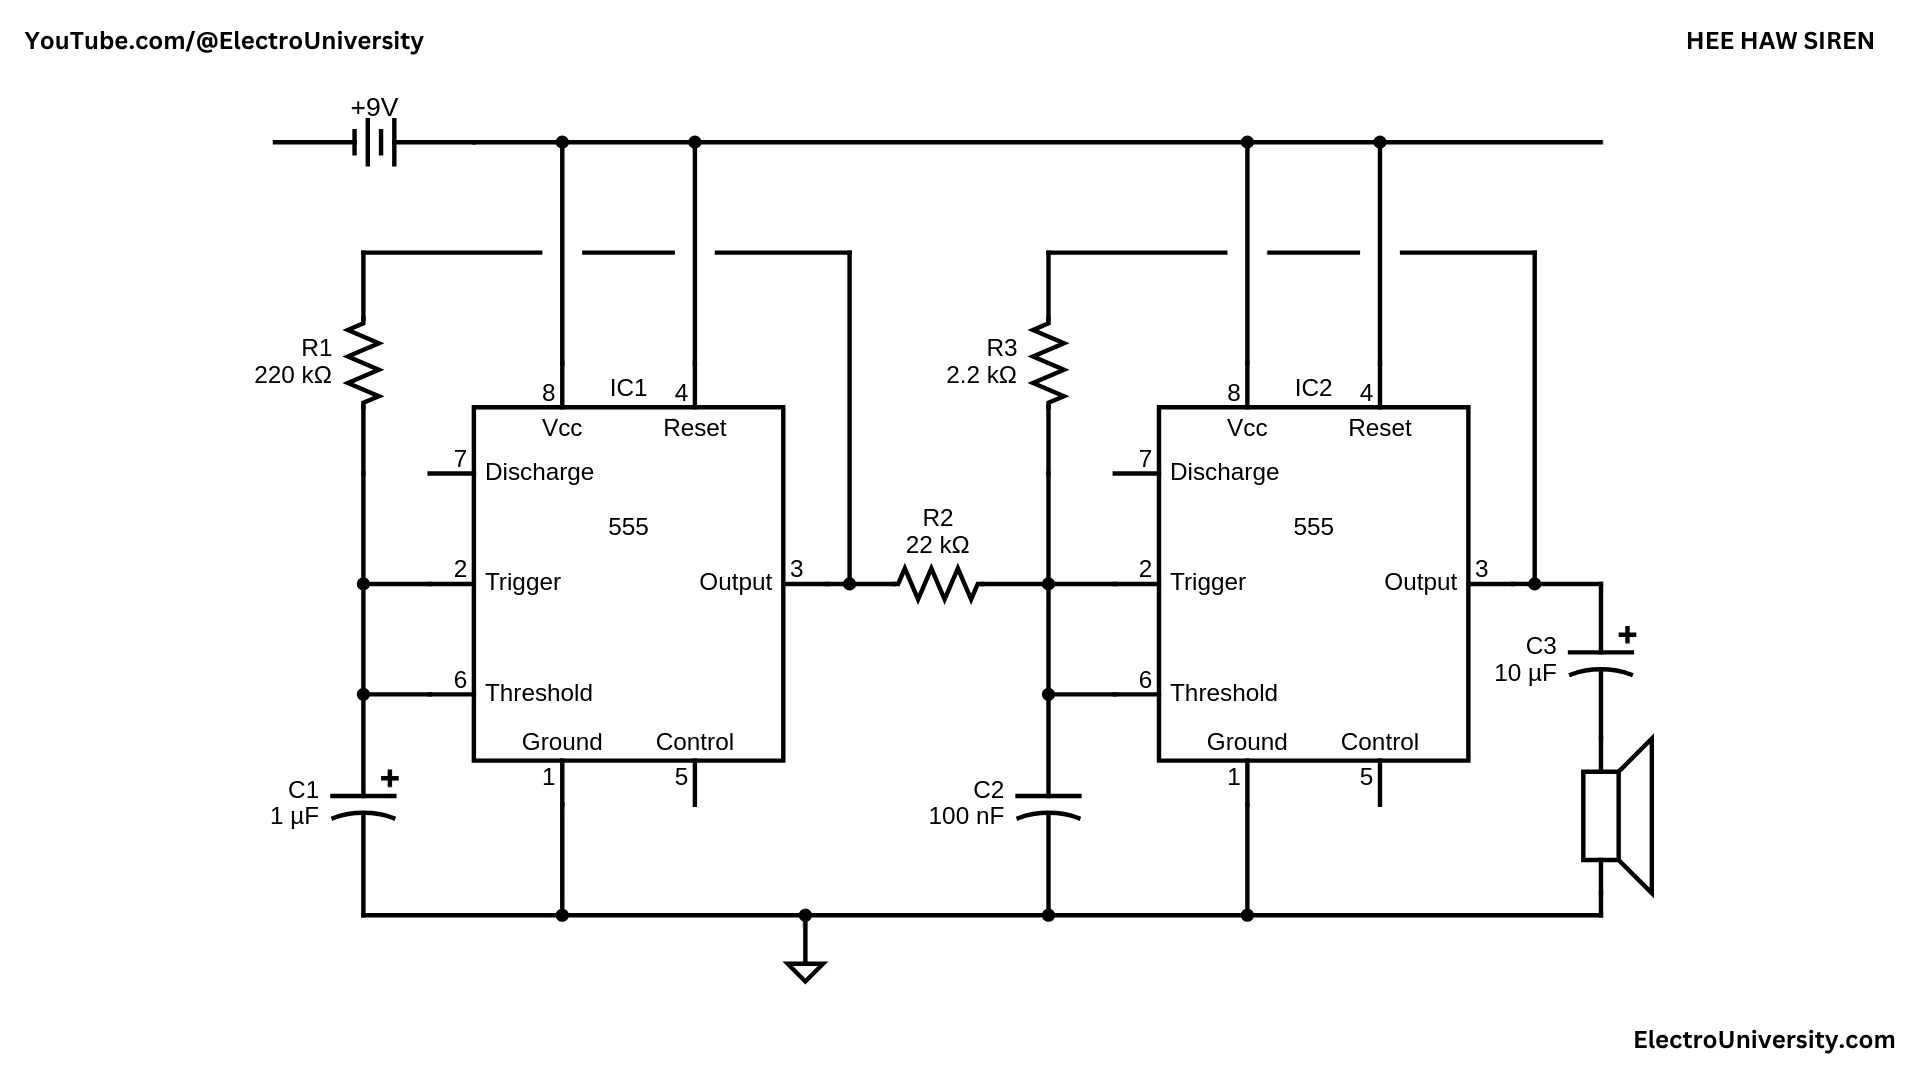 YouTube.com/@ElectroUniversity
HEE HAW SIREN
+9V
R1
220 kΩ
8
IC1
4
Vcc
Reset
7
Discharge
555
2
Trigger
Output
3
6
Threshold
Ground
Control
1
5
C1
+
1 µF
R2
22 kΩ
R3
2.2 kΩ
8
IC2
4
Vcc
Reset
7
Discharge
555
2
Trigger
Output
3
6
Threshold
Ground
Control
1
5
C2
100 nF
C3
+
10 µF
ElectroUniversity.com